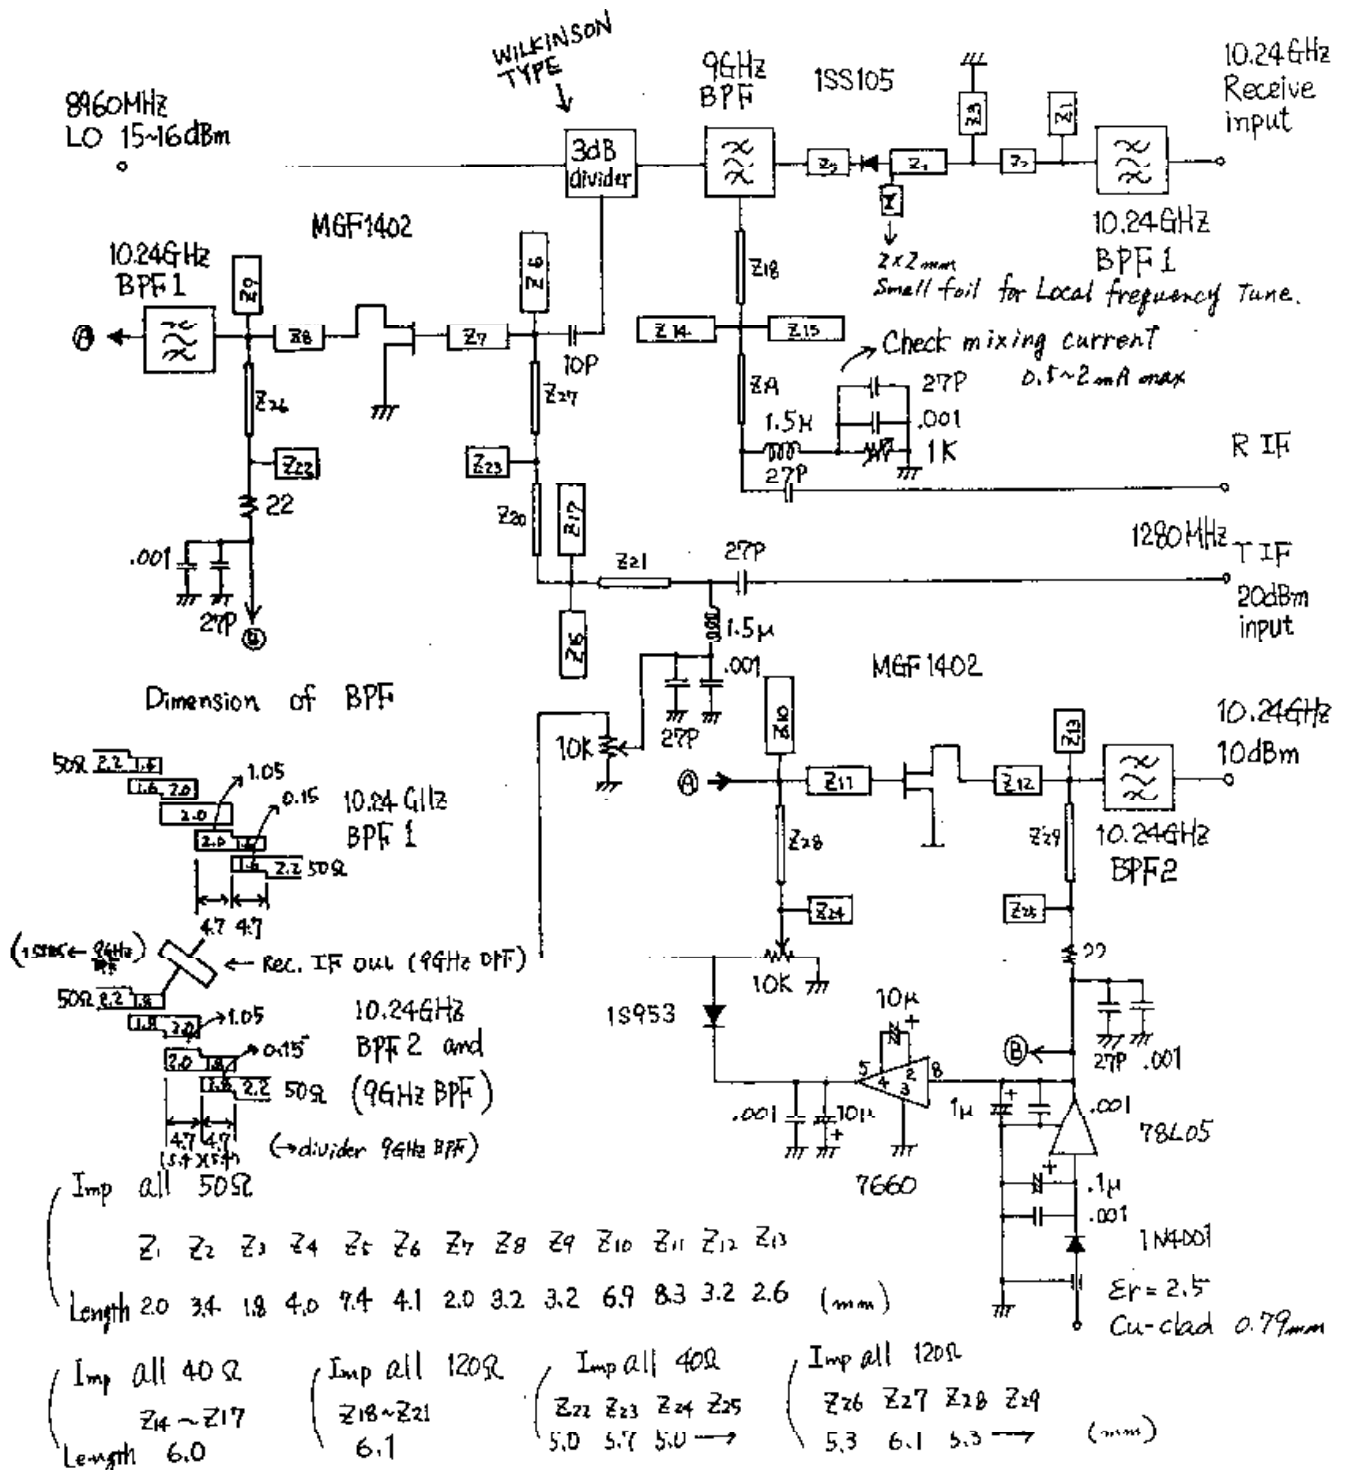 WILKINSON
TYPE
8960MHz
LO 15~16dBm
3dB
divider
9GHz
BPF
1SS105
10.24GHz
Receive
input
Z5
Z4
Z3
Z2
Z1
10.24GHz
BPF1
2×2mm
Small foil for Local frequency Tune.
MGF1402
10.24GHz
BPF1
A
Z9
Z8
Z7
Z6
10P
Z18
Z14
Z15
ZA
Check mixing current
0.5~2mA max
27P
.001
1K
1.5μ
27P
R IF
Z26
Z27
Z22
Z23
22
Z20
Z17
Z21
27P
1280MHz
T IF
20dBm
input
.001
27P
Z16
1.5μ
.001
27P
MGF1402
Dimension of BPF
10K
Z10
Z13
10.24GHz
10dBm
A
Z11
Z12
10.24GHz
BPF2
Z28
Z29
Z24
Z25
50Ω 2.2 1.6
1.6 2.0
2.0
1.05
2.0 1.6
0.15
1.6 2.2 50Ω
10.24GHz
BPF 1
4.7 4.7
← Rec. IF out (9GHz BPF)
50Ω 2.2 1.8
1.8 2.0
1.05
2.0 1.8
0.15
1.8 2.2 50Ω
10.24GHz
BPF2 and
(9GHz BPF)
4.7 4.7
(5.4)(5.4)
(→divider 9GHz BPF)
10K
1S953
10μ
5 4 2 3 8
.001
10μ
7660
1μ
.001
B
27P .001
78L05
.1μ
.001
1N4001
Er = 2.5
Cu-clad 0.79mm
Imp all 50Ω
Z1 Z2 Z3 Z4 Z5 Z6 Z7 Z8 Z9 Z10 Z11 Z12 Z13
Length 2.0 3.4 1.8 4.0 7.4 4.1 2.0 3.2 3.2 6.9 8.3 3.2 2.6 (mm)
Imp all 40Ω
Z14~Z17
Length 6.0
Imp all 120Ω
Z18~Z21
6.1
Imp all 40Ω
Z22 Z23 Z24 Z25
5.0 5.7 5.0 →
Imp all 120Ω
Z26 Z27 Z28 Z29
5.3 6.1 5.3 → (mm)